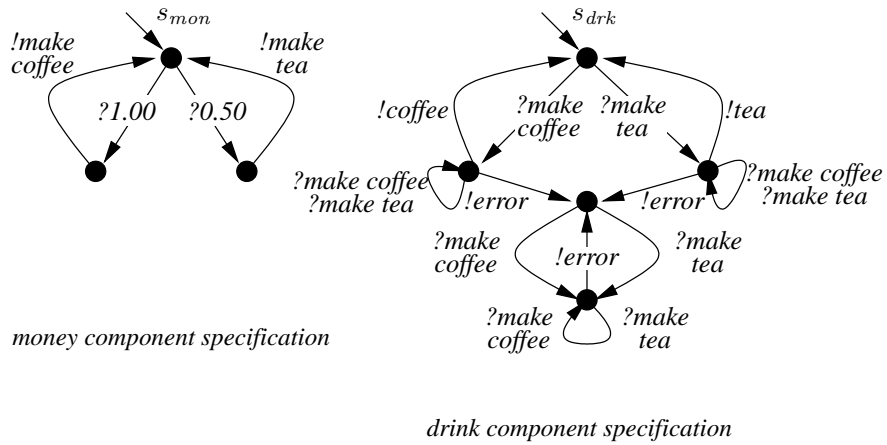 s_mon
!make
coffee
!make
tea
?1.00
?0.50
money component specification
s_drk
!coffee
?make
coffee
?make
tea
!tea
?make coffee
?make tea
!error
!error
?make coffee
?make tea
?make
coffee
!error
?make
tea
?make
coffee
?make
tea
drink component specification